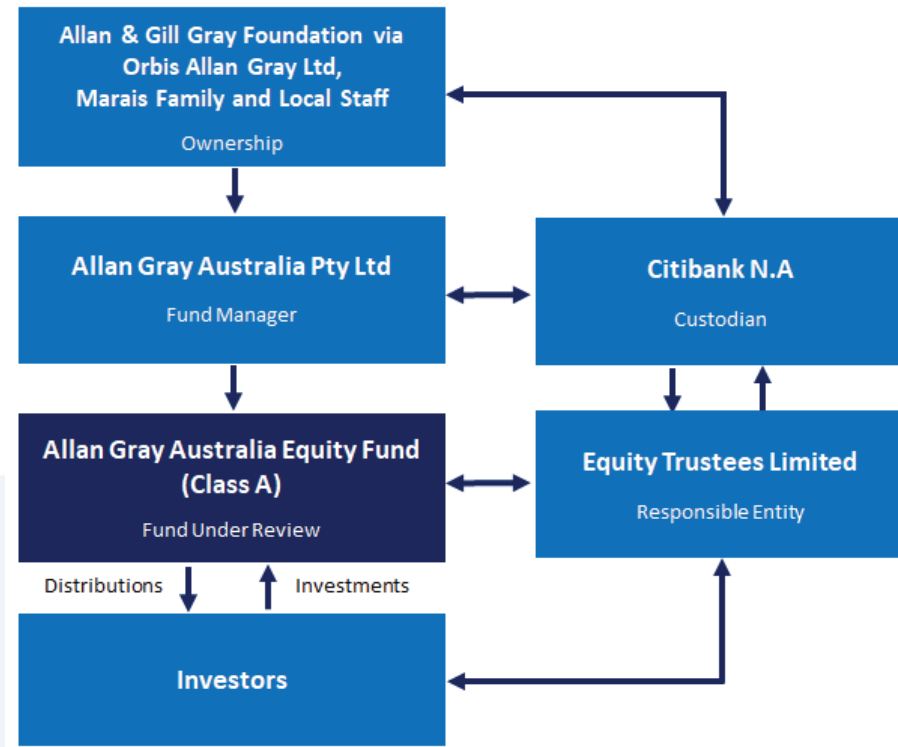 Allan & Gill Gray Foundation via
Orbis Allan Gray Ltd,
Marais Family and Local Staff
Ownership
Allan Gray Australia Pty Ltd
Fund Manager
Citibank N.A
Custodian
Allan Gray Australia Equity Fund
(Class A)
Fund Under Review
Equity Trustees Limited
Responsible Entity
Distributions
Investments
Investors